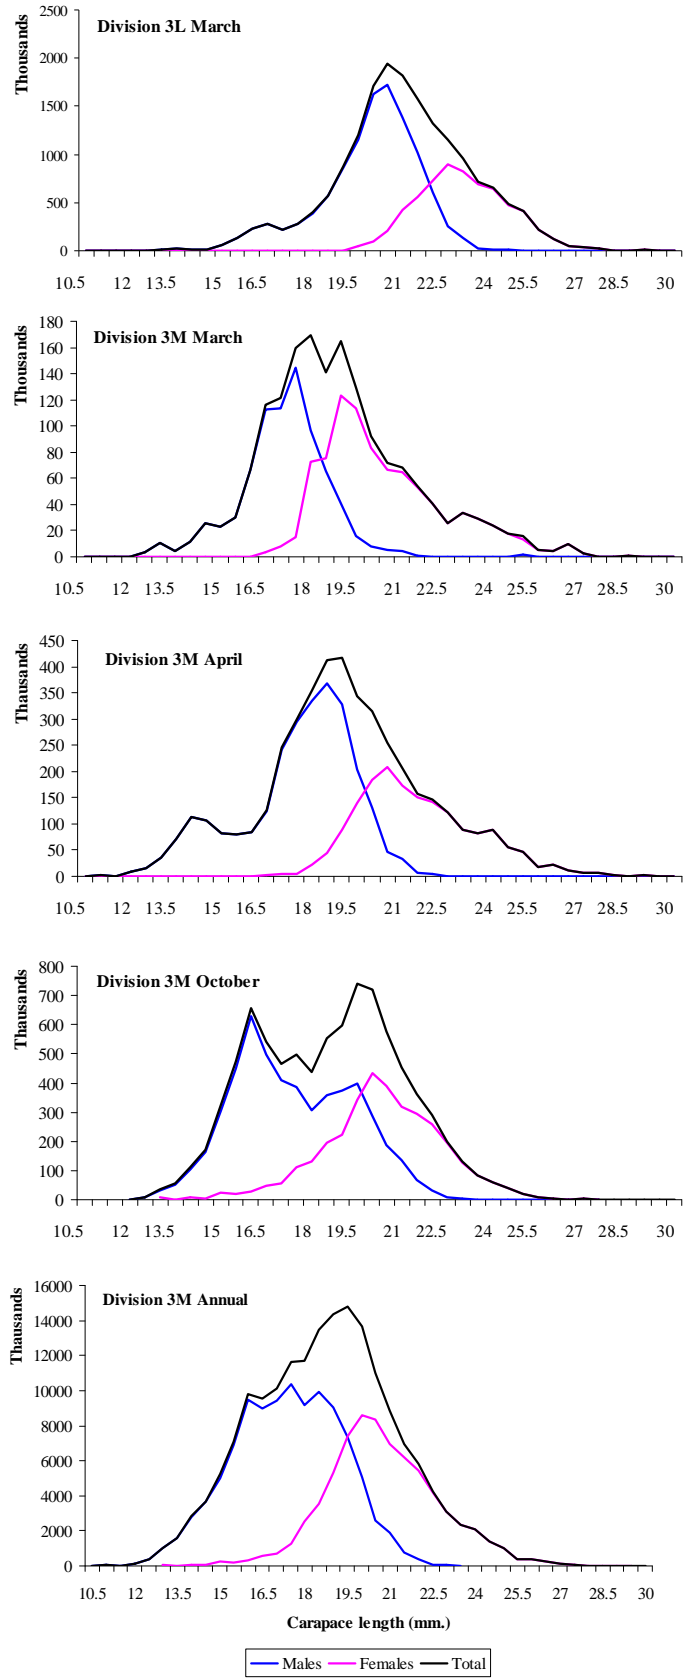 Division 3L March
Thousands
2500
2000
1500
1000
500
0
10.5 12 13.5 15 16.5 18 19.5 21 22.5 24 25.5 27 28.5 30
Division 3M March
Thousands
180
160
140
120
100
80
60
40
20
0
10.5 12 13.5 15 16.5 18 19.5 21 22.5 24 25.5 27 28.5 30
Division 3M April
Thausands
450
400
350
300
250
200
150
100
50
0
10.5 12 13.5 15 16.5 18 19.5 21 22.5 24 25.5 27 28.5 30
Division 3M October
Thausands
800
700
600
500
400
300
200
100
0
10.5 12 13.5 15 16.5 18 19.5 21 22.5 24 25.5 27 28.5 30
Division 3M Annual
Thausands
16000
14000
12000
10000
8000
6000
4000
2000
0
10.5 12 13.5 15 16.5 18 19.5 21 22.5 24 25.5 27 28.5 30
Carapace length (mm.)
Males Females Total